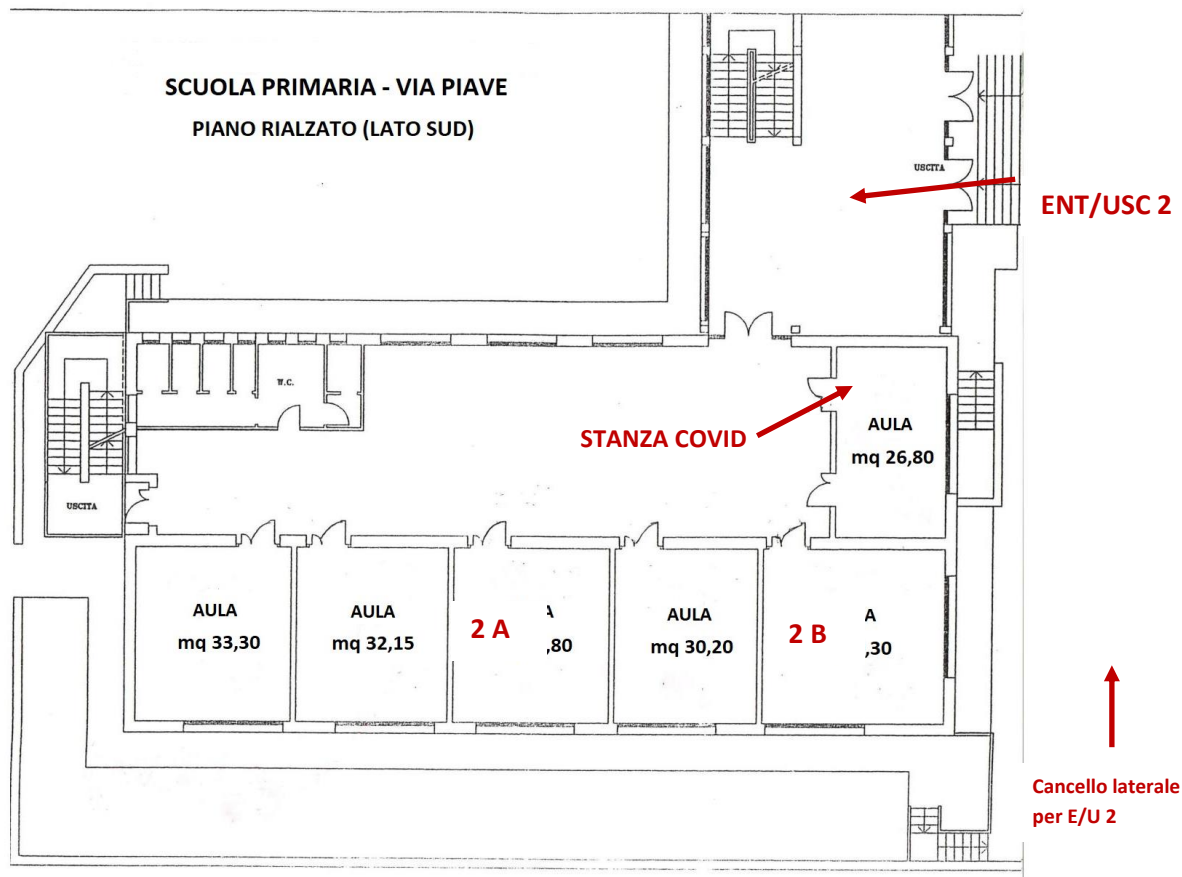 SCUOLA PRIMARIA - VIA PIAVE
PIANO RIALZATO (LATO SUD)
USCITA
ENT/USC 2
W.C.
STANZA COVID
AULA
mq 26,80
USCITA
AULA
mq 33,30
AULA
mq 32,15
2 A
A
,80
AULA
mq 30,20
2 B
A
,30
Cancello laterale
per E/U 2